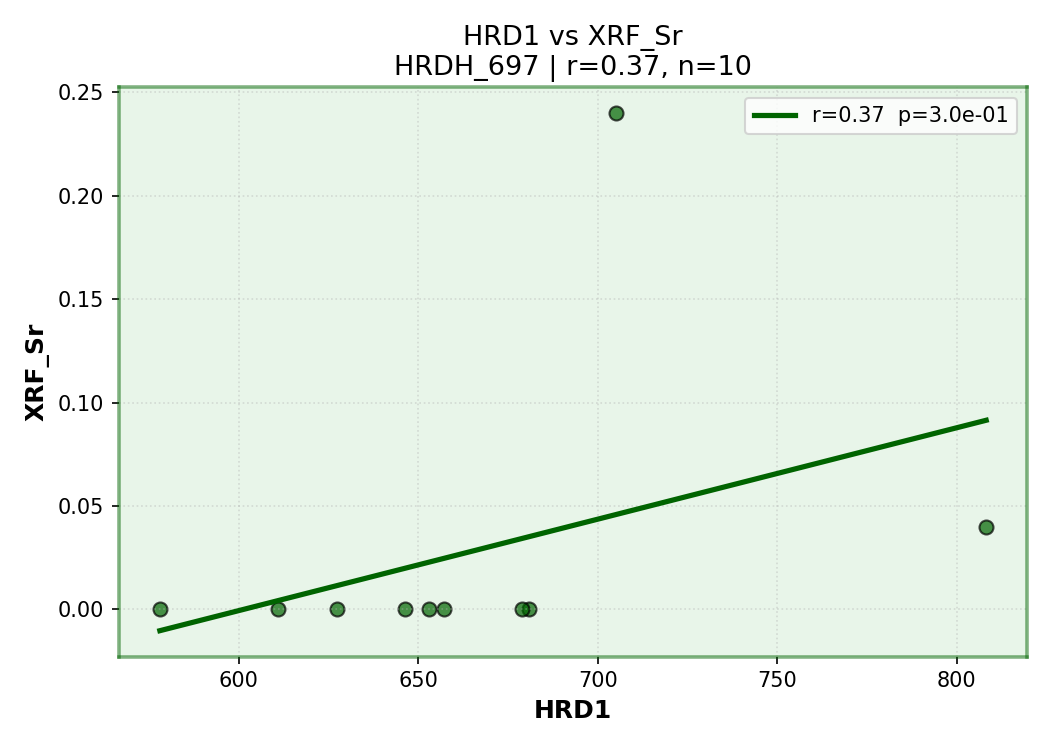 HRD1 vs XRF_Sr
HRDH_697 | r=0.37, n=10
r=0.37  p=3.0e-01
0.25
0.20
0.15
0.10
0.05
0.00
XRF_Sr
600
650
700
750
800
HRD1